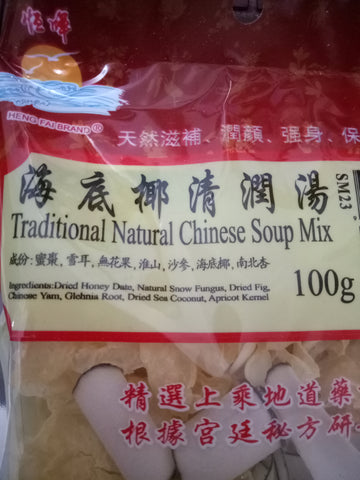 恆輝
HENG FAI BRAND®
天然滋補、潤顏、强身、保
海底椰清潤湯
SM23
Traditional Natural Chinese Soup Mix
成份:蜜棗,雪耳,無花果,淮山,沙參,海底椰,南北杏
100g
Ingredients:Dried Honey Date, Natural Snow Fungus, Dried Fig,
Chinese Yam, Glehnia Root, Dried Sea Coconut, Apricot Kernel
精選上乘地道藥
根據宮廷秘方研